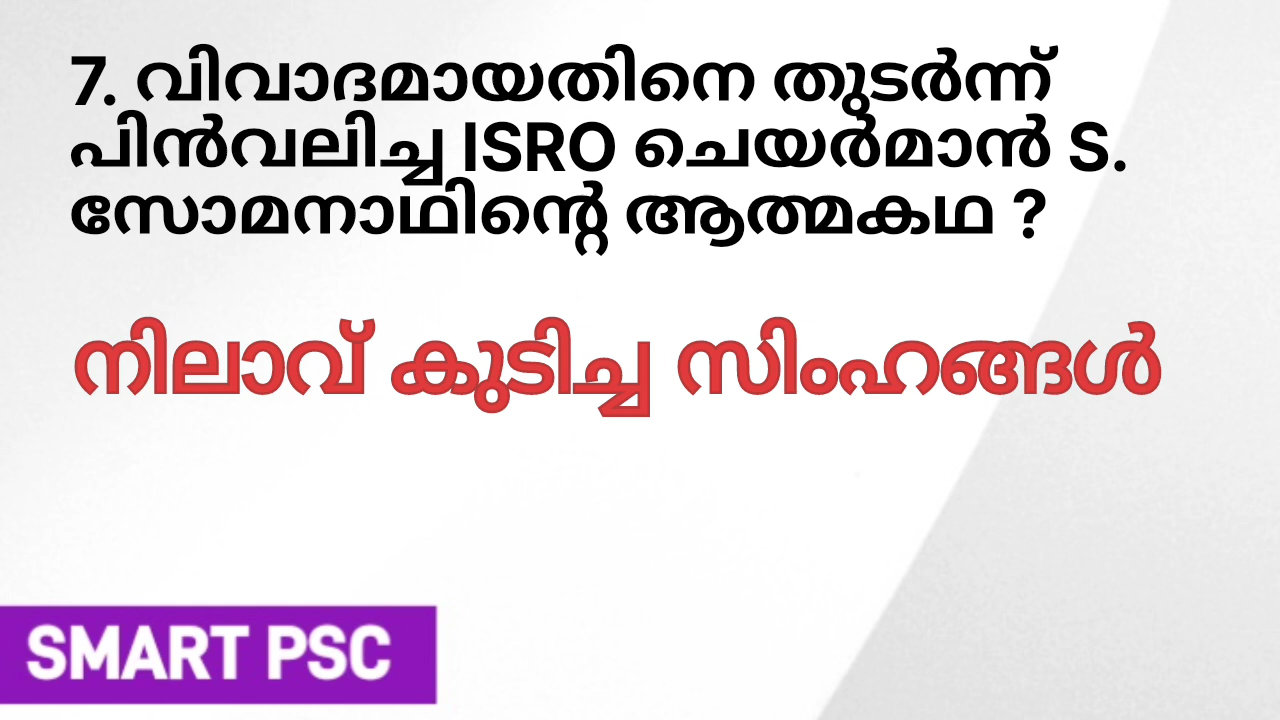 7. വിവാദമായതിനെ തുടർന്ന്
പിൻവലിച്ച ISRO ചെയർമാൻ S.
സോമനാഥിന്റെ ആത്മകഥ ?
നിലാവ് കുടിച്ച സിംഹങ്ങൾ
SMART PSC